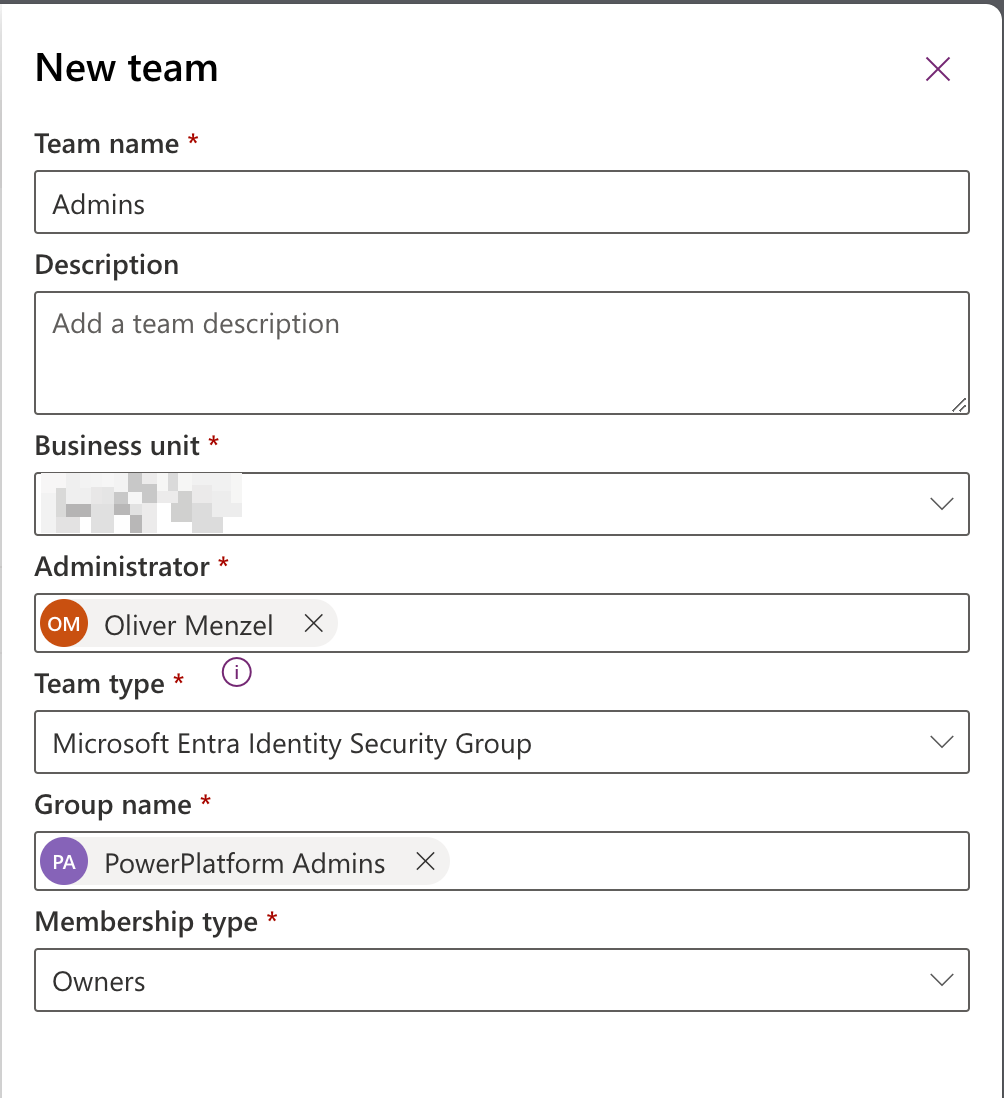 New team
Team name *
Admins
Description
Add a team description
Business unit *
Administrator *
OM Oliver Menzel
Team type * i
Microsoft Entra Identity Security Group
Group name *
PA PowerPlatform Admins
Membership type *
Owners